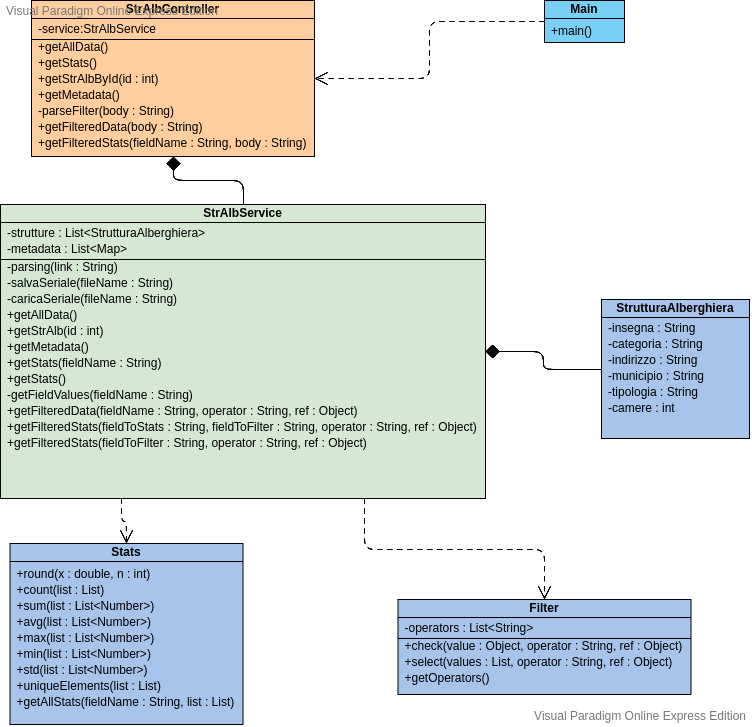 Visual Paradigm Online Express Edition
StrAlbController
-service:StrAlbService
+getAllData()
+getStats()
+getStrAlbById(id : int)
+getMetadata()
-parseFilter(body : String)
+getFilteredData(body : String)
+getFilteredStats(fieldName : String, body : String)
Main
+main()
StrAlbService
-strutture : List<StrutturaAlberghiera>
-metadata : List<Map>
-parsing(link : String)
-salvaSeriale(fileName : String)
-caricaSeriale(fileName : String)
+getAllData()
+getStrAlb(id : int)
+getMetadata()
+getStats(fieldName : String)
+getStats()
-getFieldValues(fieldName : String)
+getFilteredData(fieldName : String, operator : String, ref : Object)
+getFilteredStats(fieldToStats : String, fieldToFilter : String, operator : String, ref : Object)
+getFilteredStats(fieldToFilter : String, operator : String, ref : Object)
StrutturaAlberghiera
-insegna : String
-categoria : String
-indirizzo : String
-municipio : String
-tipologia : String
-camere : int
Stats
+round(x : double, n : int)
+count(list : List)
+sum(list : List<Number>)
+avg(list : List<Number>)
+max(list : List<Number>)
+min(list : List<Number>)
+std(list : List<Number>)
+uniqueElements(list : List)
+getAllStats(fieldName : String, list : List)
Filter
-operators : List<String>
+check(value : Object, operator : String, ref : Object)
+select(values : List, operator : String, ref : Object)
+getOperators()
Visual Paradigm Online Express Edition